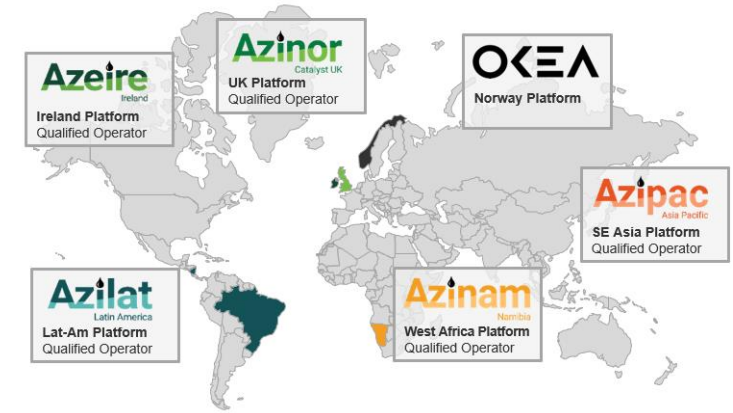 Azinor
Catalyst UK
UK Platform
Qualified Operator
OKEA
Norway Platform
Azeire
Ireland
Ireland Platform
Qualified Operator
Azipac
Asia Pacific
SE Asia Platform
Qualified Operator
Azilat
Latin America
Lat-Am Platform
Qualified Operator
Azinam
Namibia
West Africa Platform
Qualified Operator